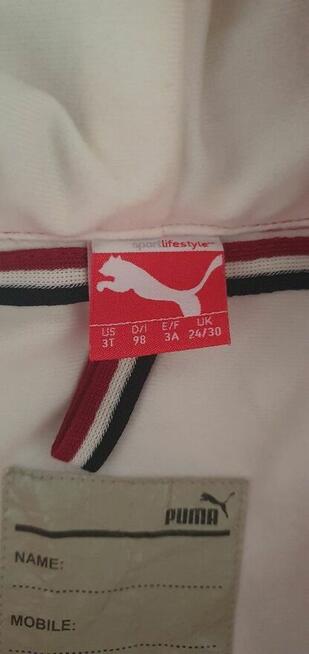 sportlifestyle
US D/I E/F UK
3T 98 3A 24/30
PUMA
NAME:
MOBILE: